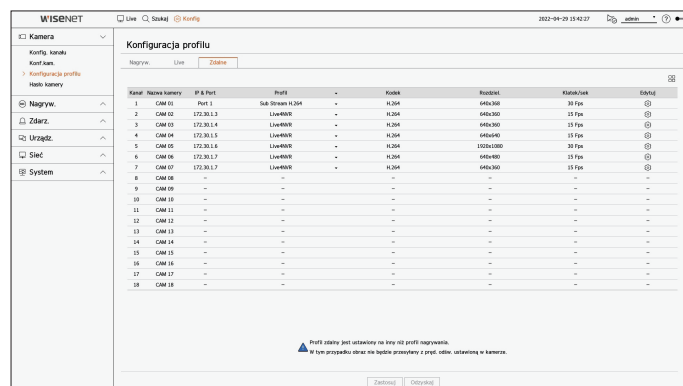 WISENET Live Szukaj Konfig 2022-04-29 15:42:27 admin
Kamera
Konfig. kanału
Konf.kam.
> Konfiguracja profilu
Hasło kamery
Nagryw.
Zdarz.
Urządz.
Sieć
System
Konfiguracja profilu
Nagryw. Live Zdalne
Kanał Nazwa kamery IP & Port Profil Kodek Rozdziel. Klatek/sek Edytuj
1 CAM 01 Port 1 Sub Stream H.264 H.264 640x368 30 Fps
2 CAM 02 172.30.1.3 Live4NVR H.264 640x360 15 Fps
3 CAM 03 172.30.1.4 Live4NVR H.264 640x360 15 Fps
4 CAM 04 172.30.1.5 Live4NVR H.264 640x640 15 Fps
5 CAM 05 172.30.1.6 Live4NVR H.264 1920x1080 30 Fps
6 CAM 06 172.30.1.7 Live4NVR H.264 640x480 15 Fps
7 CAM 07 172.30.1.7 Live4NVR H.264 640x360 15 Fps
8 CAM 08 – – – – – –
9 CAM 09 – – – – – –
10 CAM 10 – – – – – –
11 CAM 11 – – – – – –
12 CAM 12 – – – – – –
13 CAM 13 – – – – – –
14 CAM 14 – – – – – –
15 CAM 15 – – – – – –
16 CAM 16 – – – – – –
17 CAM 17 – – – – – –
18 CAM 18 – – – – – –
Profil zdalny jest ustawiony na inny niż profil nagrywania.
W tym przypadku obraz nie będzie przesyłany z pręd. odśw. ustawioną w kamerze.
Zastosuj Odzyskaj